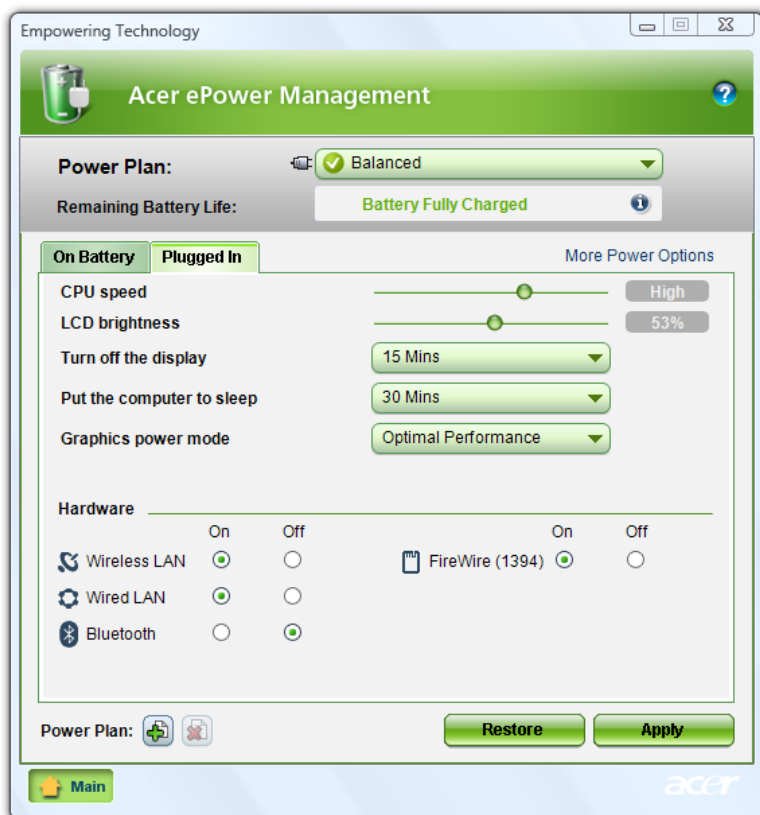 Empowering Technology
Acer ePower Management
Power Plan: Balanced
Remaining Battery Life: Battery Fully Charged
On Battery Plugged In More Power Options
CPU speed High
LCD brightness 53%
Turn off the display 15 Mins
Put the computer to sleep 30 Mins
Graphics power mode Optimal Performance
Hardware
On Off On Off
Wireless LAN FireWire (1394)
Wired LAN
Bluetooth
Power Plan: Restore Apply
Main acer